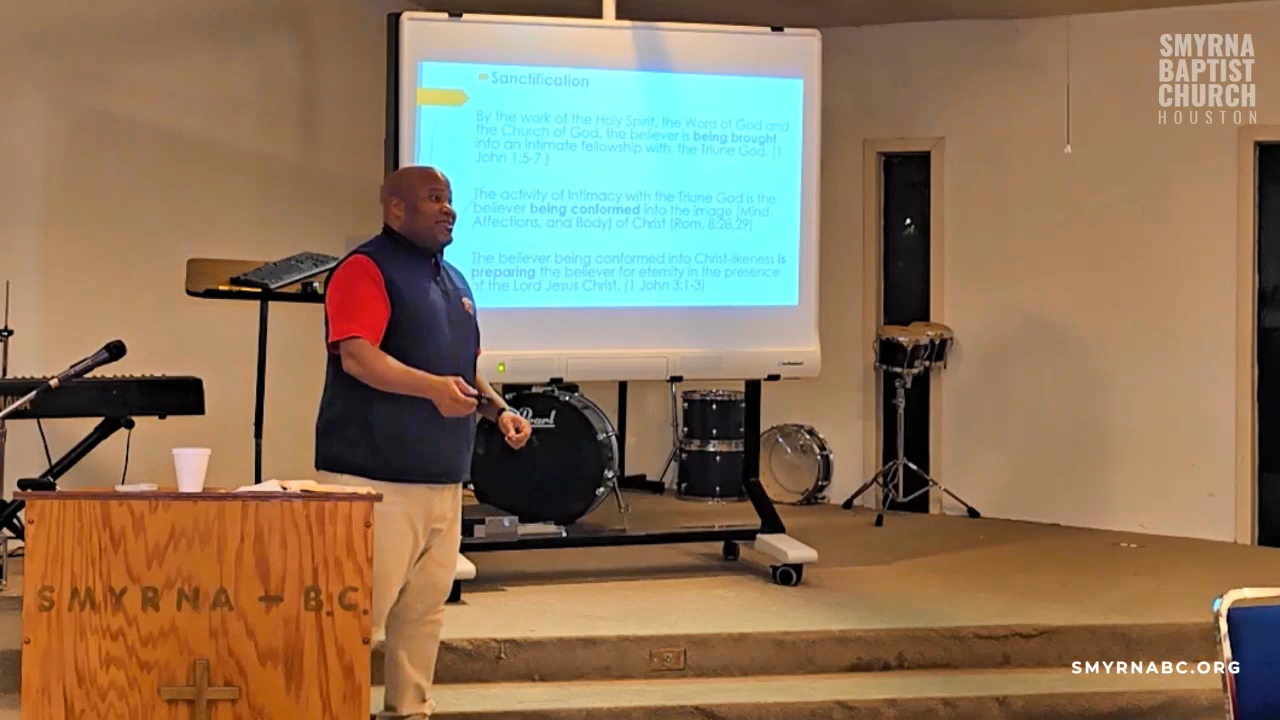 SMYRNA
BAPTIST
CHURCH
HOUSTON
Sanctification
By the work of the Holy Spirit, the Word of God and
the Church of God, the believer is being brought
into an intimate fellowship with the Triune God. (1
John 1:5-7 )
The activity of Intimacy with the Triune God is the
believer being conformed into the image (Mind,
Affections, and Body) of Christ (Rom. 8:28,29)
The believer being conformed into Christ-likeness is
preparing the believer for eternity in the presence
of the Lord Jesus Christ. (1 John 3:1-3)
Pearl
SMYRNA B.C.
SMYRNABC.ORG